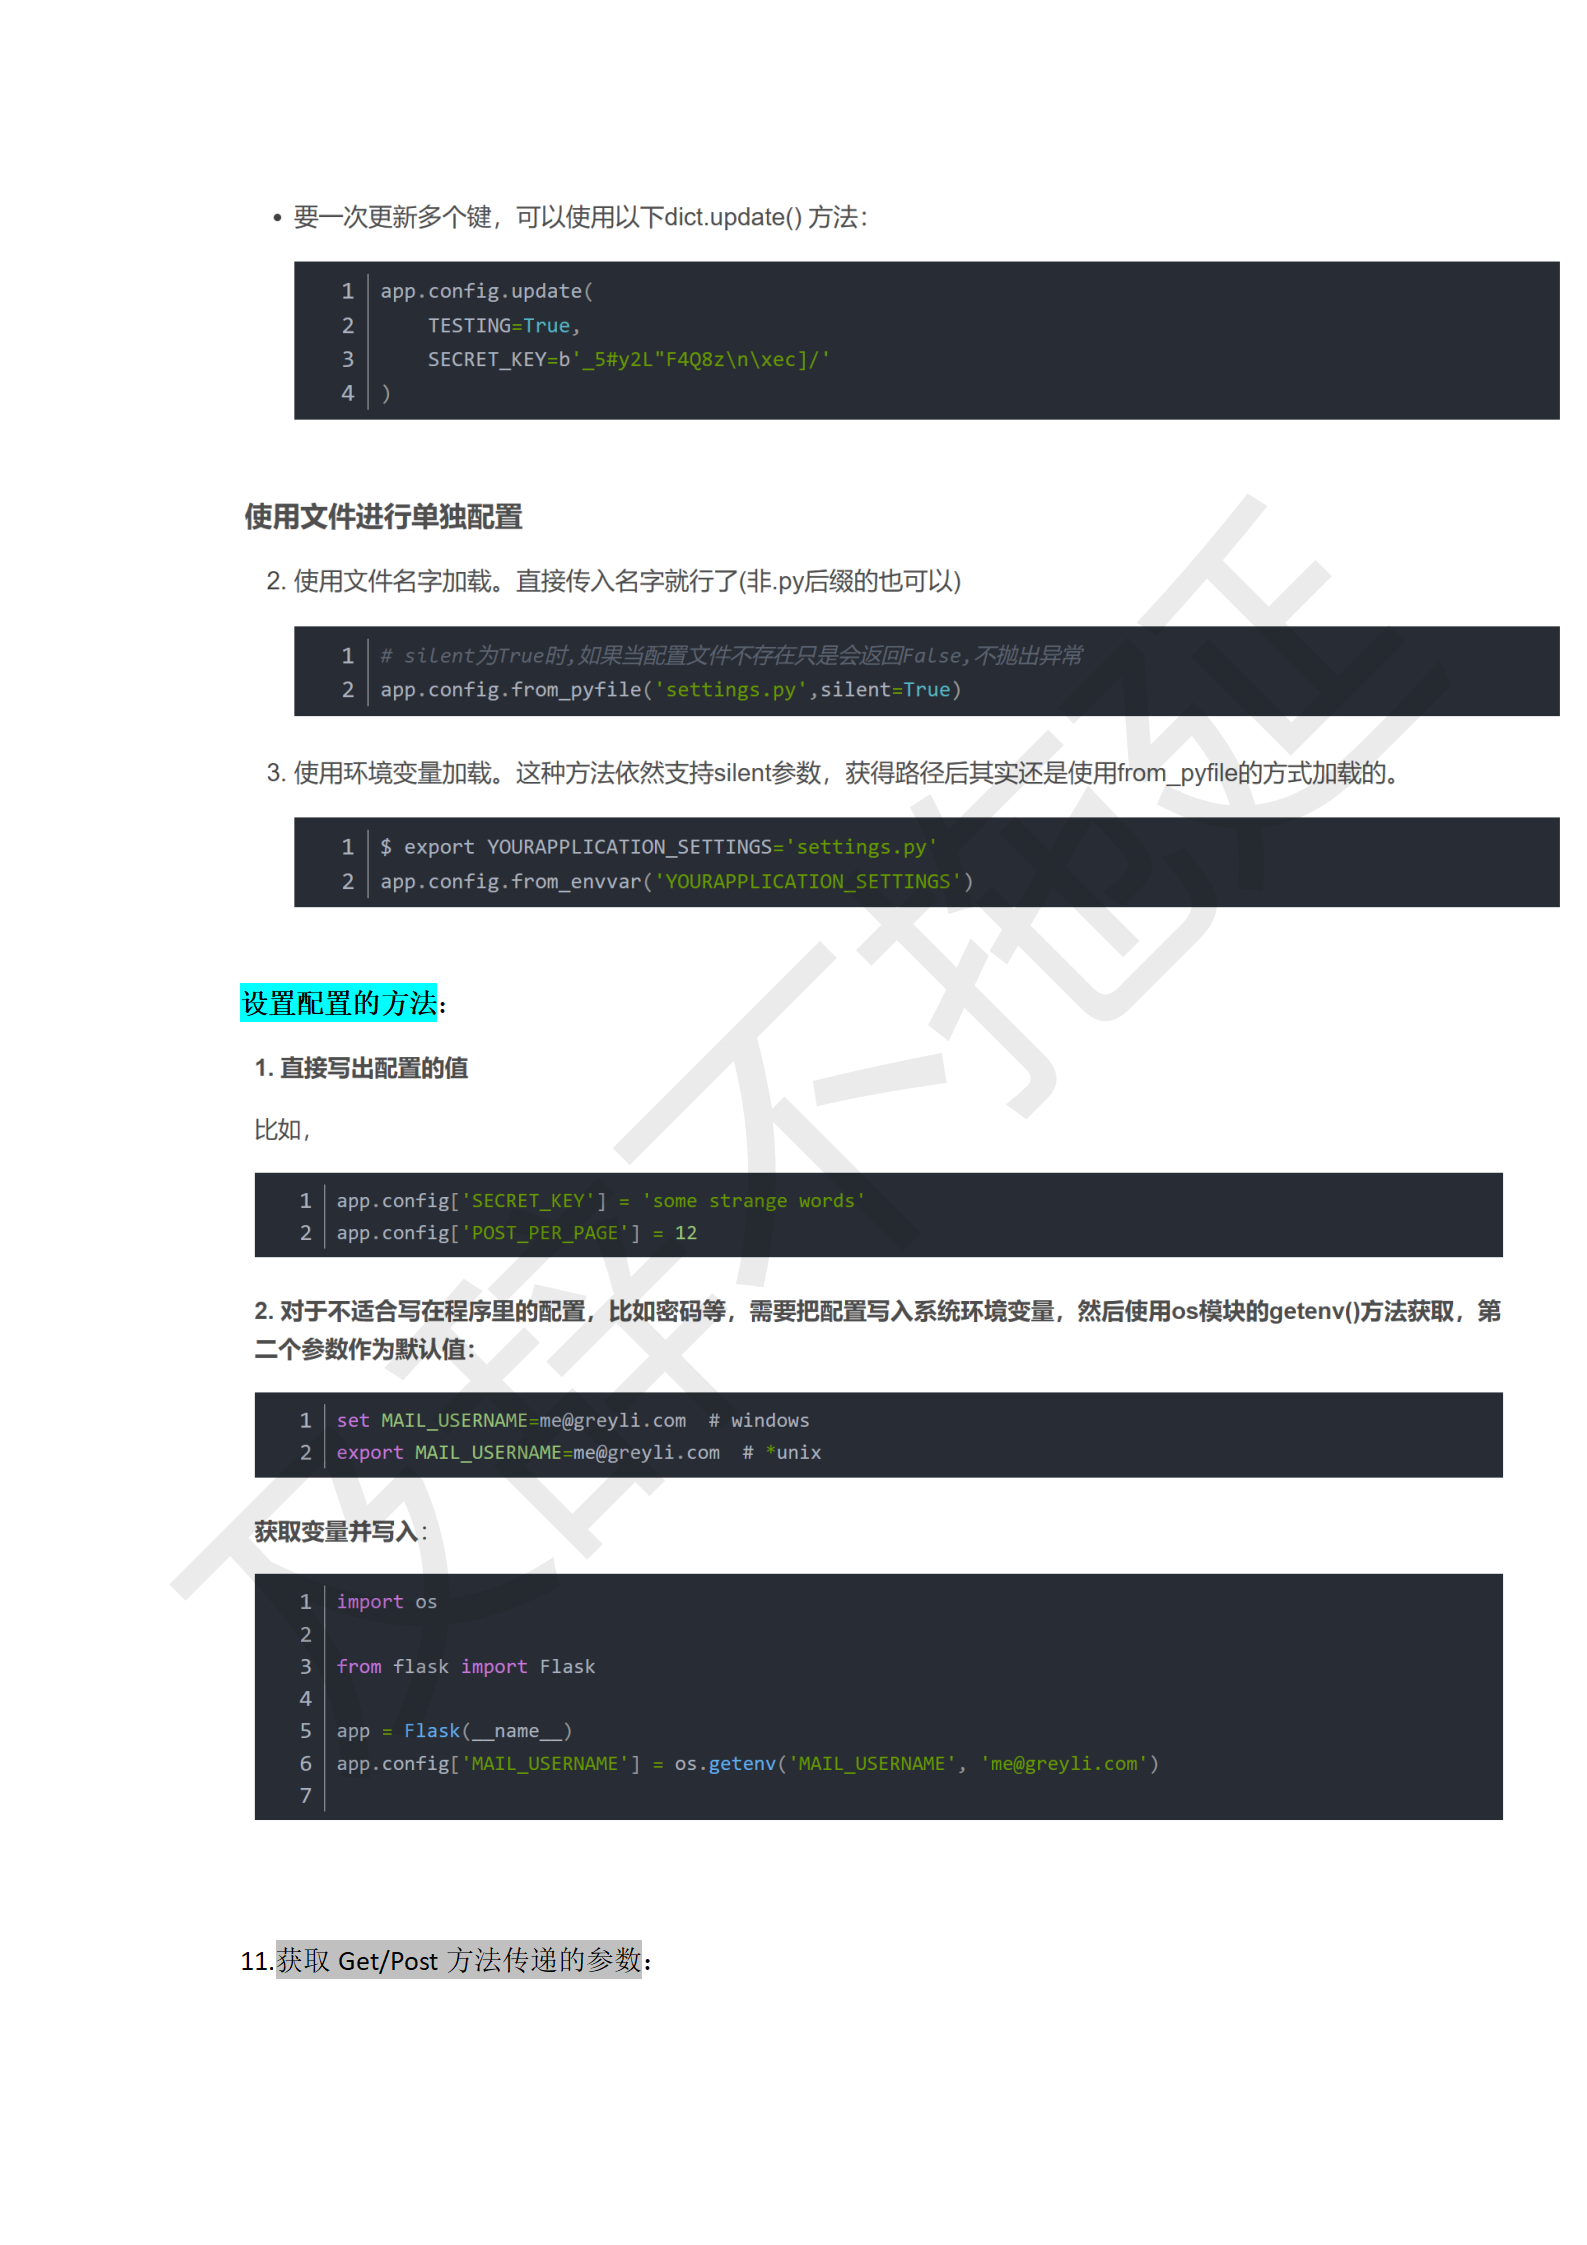 • 要一次更新多个键，可以使用以下dict.update() 方法：
1 app.config.update(
2     TESTING=True,
3     SECRET_KEY=b'_5#y2L"F4Q8z\n\xec]/'
4 )
使用文件进行单独配置
2. 使用文件名字加载。直接传入名字就行了(非.py后缀的也可以)
1 # silent为True时,如果当配置文件不存在只是会返回False,不抛出异常
2 app.config.from_pyfile('settings.py',silent=True)
3. 使用环境变量加载。这种方法依然支持silent参数，获得路径后其实还是使用from_pyfile的方式加载的。
1 $ export YOURAPPLICATION_SETTINGS='settings.py'
2 app.config.from_envvar('YOURAPPLICATION_SETTINGS')
设置配置的方法：
1. 直接写出配置的值
比如，
1 app.config['SECRET_KEY'] = 'some strange words'
2 app.config['POST_PER_PAGE'] = 12
2. 对于不适合写在程序里的配置，比如密码等，需要把配置写入系统环境变量，然后使用os模块的getenv()方法获取，第
二个参数作为默认值：
1 set MAIL_USERNAME=me@greyli.com  # windows
2 export MAIL_USERNAME=me@greyli.com  # *unix
获取变量并写入：
1 import os
2
3 from flask import Flask
4
5 app = Flask(__name__)
6 app.config['MAIL_USERNAME'] = os.getenv('MAIL_USERNAME', 'me@greyli.com')
7
11.获取 Get/Post 方法传递的参数：
及辞不拖延